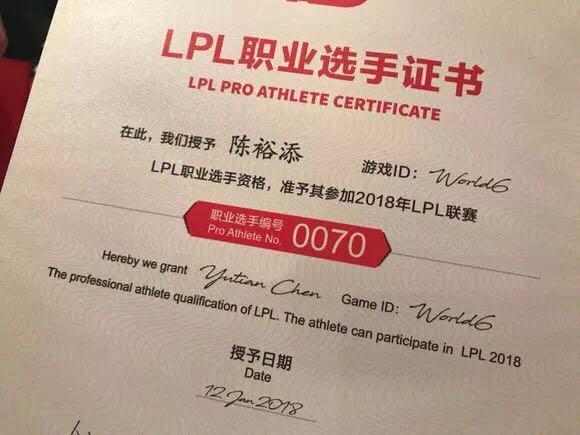 LPL职业选手证书
LPL PRO ATHLETE CERTIFICATE
在此，我们授予 陈裕添 游戏ID：World6
LPL职业选手资格，准予其参加2018年LPL联赛
职业选手编号 0070
Pro Athlete No.
Hereby we grant Yutian Chen Game ID: World6
The professional athlete qualification of LPL. The athlete can participate in LPL 2018
授予日期
Date
12 Jan 2018